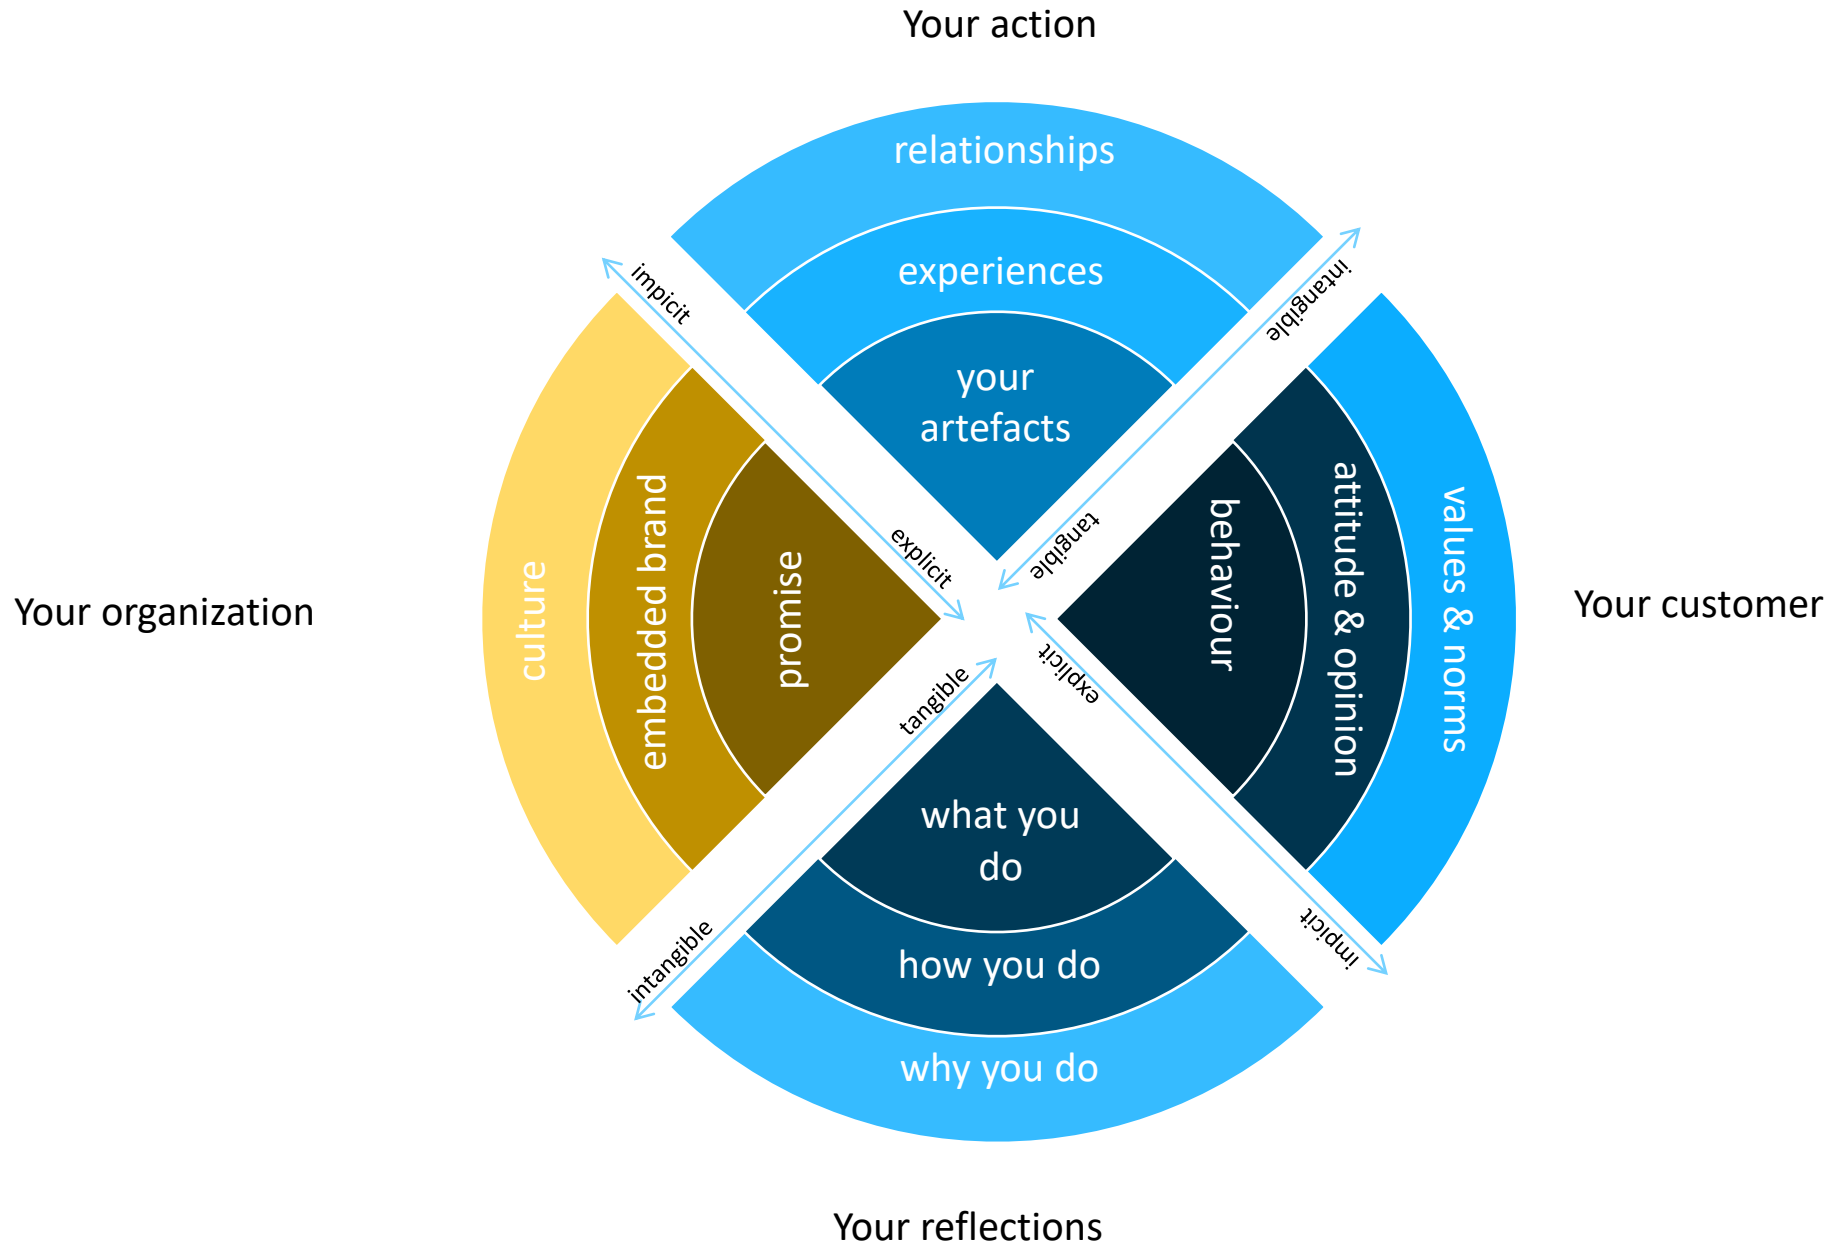 Your action
relationships
experiences
your
artefacts
impicit
explicit
intangible
tangible
Your organization
culture
embedded brand
promise
behaviour
attitude & opinion
values & norms
Your customer
tangible
intangible
explicit
impicit
what you
do
how you do
why you do
Your reflections